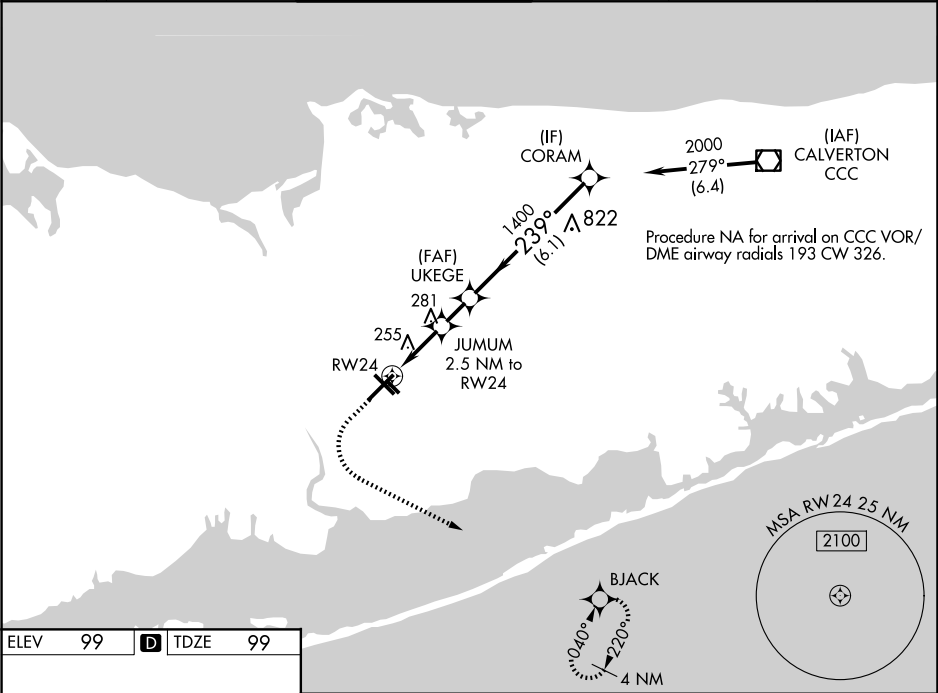 (IF)
CORAM
2000
279°
(6.4)
(IAF)
CALVERTON
CCC
1400
239°
(6.1)
822
Procedure NA for arrival on CCC VOR/
DME airway radials 193 CW 326.
(FAF)
UKEGE
281
255
JUMUM
2.5 NM to
RW24
RW24
MSA RW24 25 NM
2100
BJACK
040°
220°
4 NM
ELEV 99 D TDZE 99